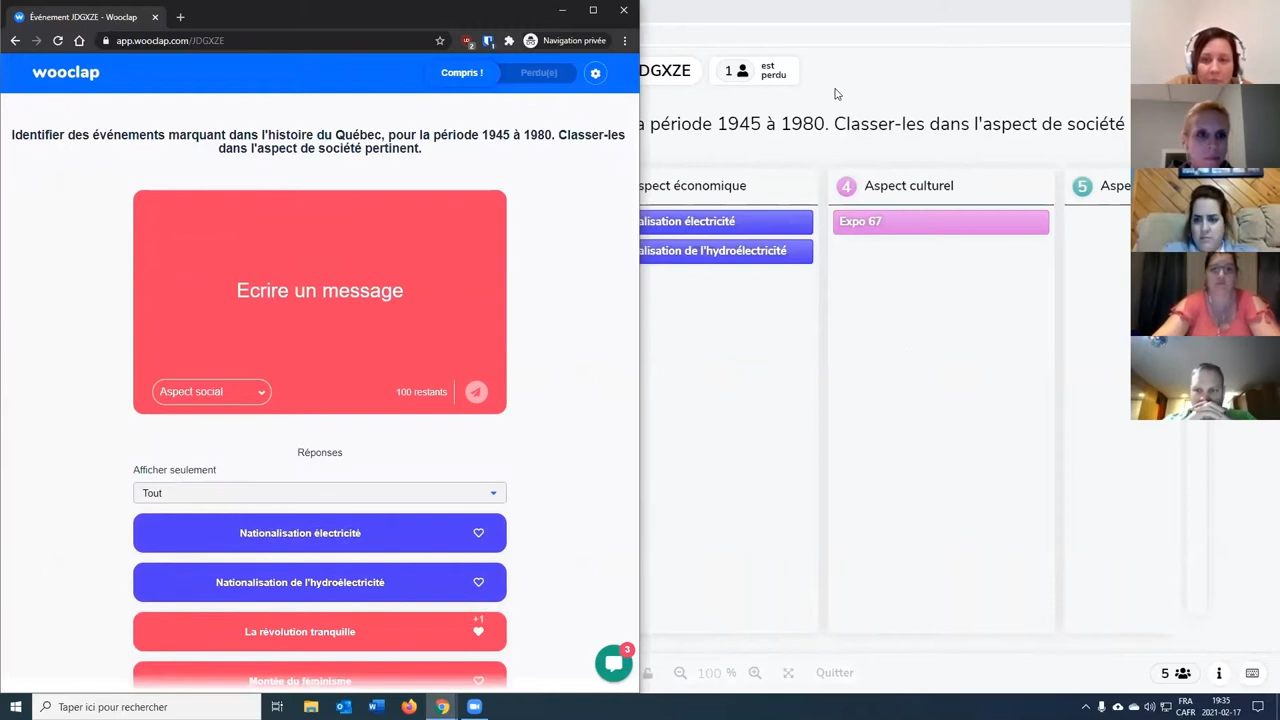 Événement JDGXZE - Wooclap
app.wooclap.com/JDGXZE
2
1
Navigation privée
wooclap
Compris !
Perdu(e)
Identifier des événements marquant dans l'histoire du Québec, pour la période 1945 à 1980. Classer-les
dans l'aspect de société pertinent.
Ecrire un message
Aspect social
100 restants
Réponses
Afficher seulement
Tout
Nationalisation électricité
Nationalisation de l'hydroélectricité
+1
La révolution tranquille
Montée du féminisme
3
DGXZE
1
est
perdu
a période 1945 à 1980. Classer-les dans l'aspect de société
spect économique
alisation électricité
alisation de l'hydroélectricité
4 Aspect culturel
Expo 67
5 Aspe
100 %
Quitter
5
Taper ici pour rechercher
FRA
CAFR
19:35
2021-02-17